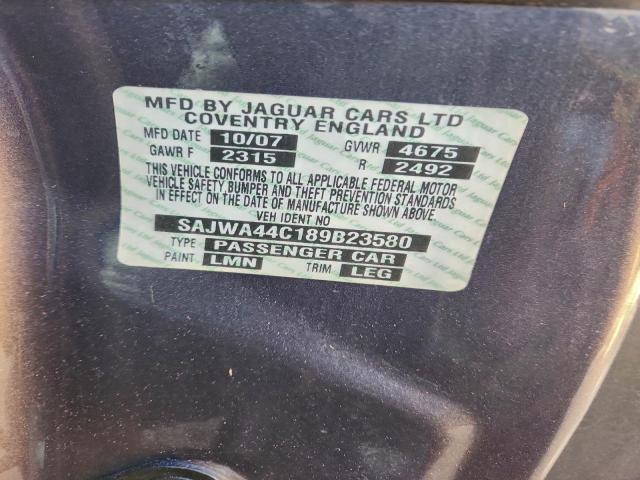 MFD BY JAGUAR CARS LTD
COVENTRY ENGLAND
MFD DATE 10/07 GVWR 4675
GAWR F 2315 R 2492
THIS VEHICLE CONFORMS TO ALL APPLICABLE FEDERAL MOTOR
VEHICLE SAFETY, BUMPER AND THEFT PREVENTION STANDARDS
IN EFFECT ON THE DATE OF MANUFACTURE SHOWN ABOVE.
VEH IDENT NO
SAJWA44C189B23580
TYPE PASSENGER CAR
PAINT LMN TRIM LEG